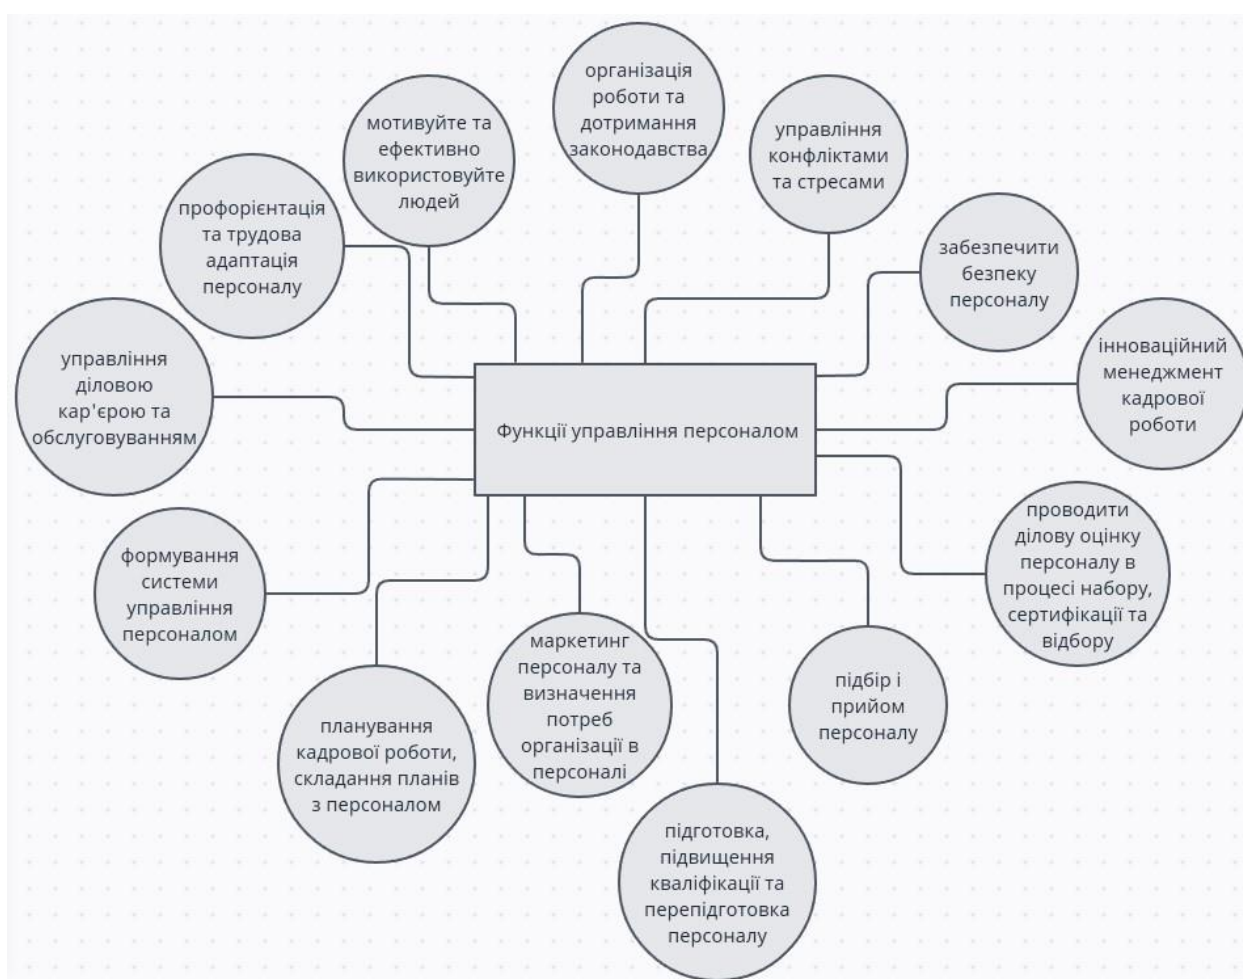 організація
роботи та
дотримання
законодавства
мотивуйте та
ефективно
використовуйте
людей
управління
конфліктами
та стресами
профорієнтація
та трудова
адаптація
персоналу
забезпечити
безпеку
персоналу
управління
діловою
кар'єрою та
обслуговуванням
інноваційний
менеджмент
кадрової
роботи
Функції управління персоналом
формування
системи
управління
персоналом
проводити
ділову оцінку
персоналу в
процесі набору,
сертифікації та
відбору
планування
кадрової роботи,
складання планів
з персоналом
маркетинг
персоналу та
визначення
потреб
організації в
персоналі
підбір і
прийом
персоналу
підготовка,
підвищення
кваліфікації та
перепідготовка
персоналу